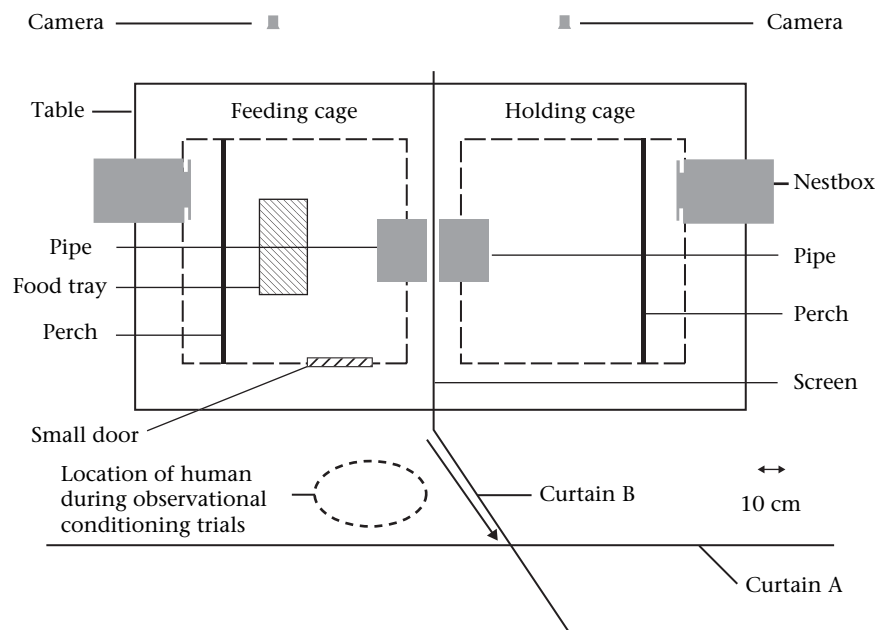 Camera
Camera
Table
Feeding cage
Holding cage
Nestbox
Pipe
Pipe
Food tray
Perch
Perch
Screen
Small door
Location of human
during observational
conditioning trials
Curtain B
10 cm
Curtain A